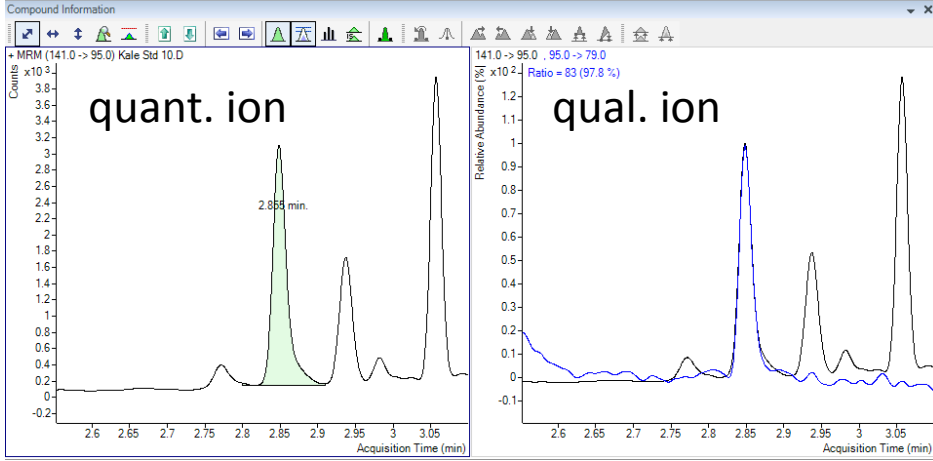 Compound Information
+ MRM (141.0 -> 95.0) Kale Std 10.D
Counts
x10 3
quant. ion
3.8
3.6
3.4
3.2
3
2.8
2.6
2.4
2.2
2
1.8
1.6
1.4
1.2
1
0.8
0.6
0.4
0.2
0
-0.2
2.855 min.
2.6 2.65 2.7 2.75 2.8 2.85 2.9 2.95 3 3.05
Acquisition Time (min)
141.0 -> 95.0 , 95.0 -> 79.0
Relative Abundance (%)
x10 2
Ratio = 83 (97.8 %)
qual. ion
1.2
1.1
1
0.9
0.8
0.7
0.6
0.5
0.4
0.3
0.2
0.1
0
-0.1
2.6 2.65 2.7 2.75 2.8 2.85 2.9 2.95 3 3.05
Acquisition Time (min)